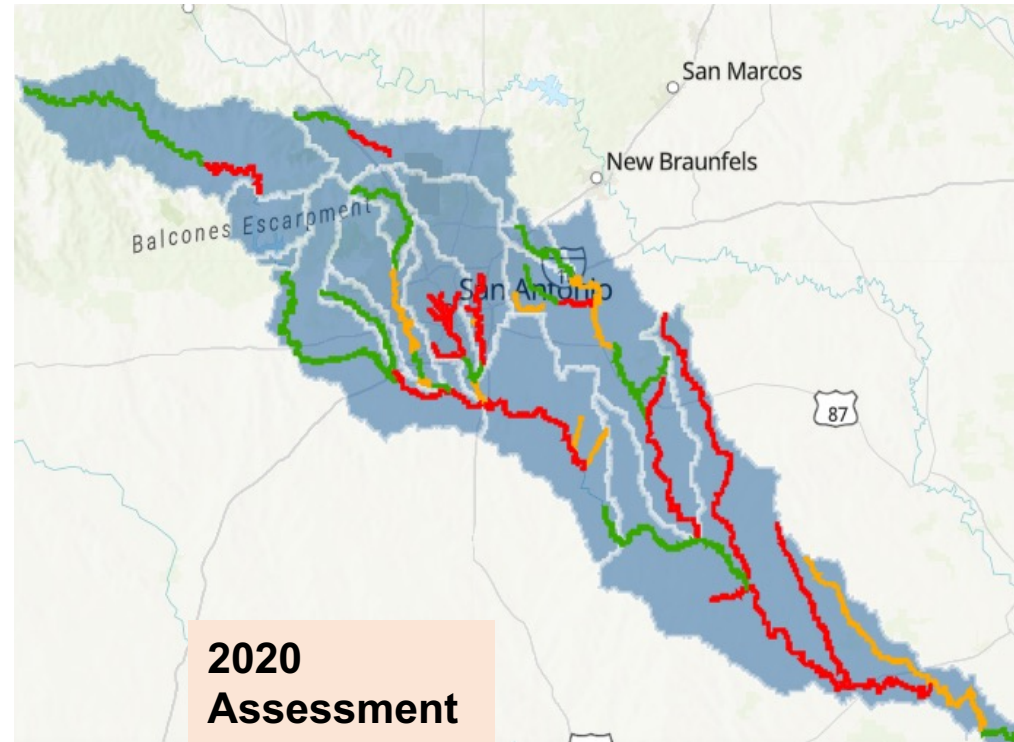 San Marcos
New Braunfels
Balcones Escarpment
San Antonio
87
2020
Assessment